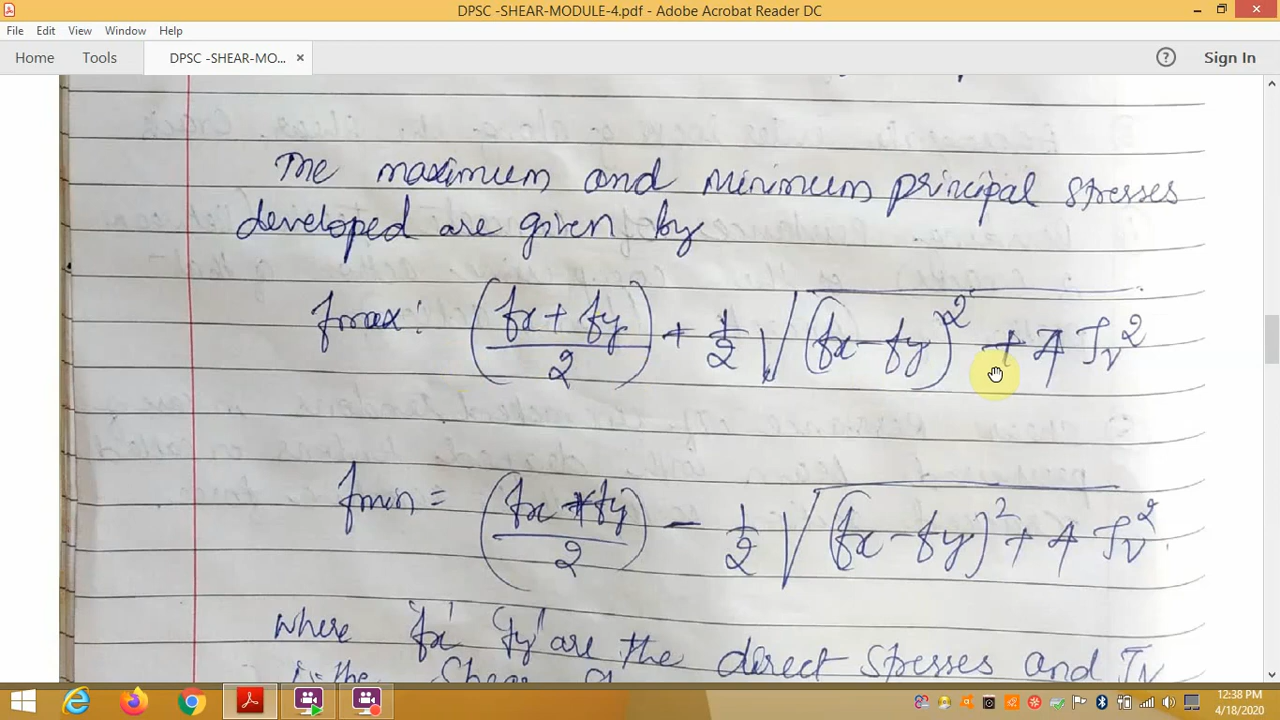 DPSC -SHEAR-MODULE-4.pdf - Adobe Acrobat Reader DC
File Edit View Window Help
Home Tools DPSC -SHEAR-MO... × ? Sign In
The maximum and minimum principal stresses
developed are given by
fmax: (fx + fy / 2) + 1/2 √(fx - fy)² + 4 τv²
fmin = (fx + fy / 2) - 1/2 √(fx - fy)² + 4 τv²
where 'fx' 'fy' are the direct stresses and τv
is the Shear
12:38 PM
4/18/2020